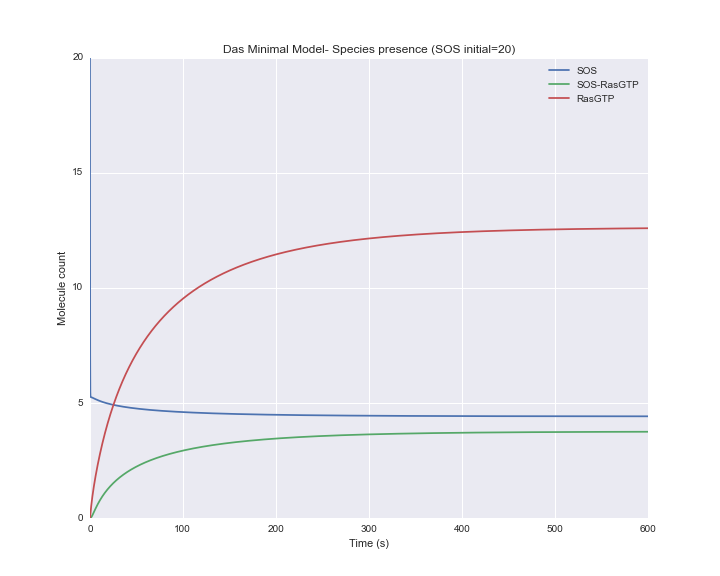 Das Minimal Model- Species presence (SOS initial=20)
20
15
10
5
0
Molecule count
SOS
SOS-RasGTP
RasGTP
0 100 200 300 400 500 600
Time (s)